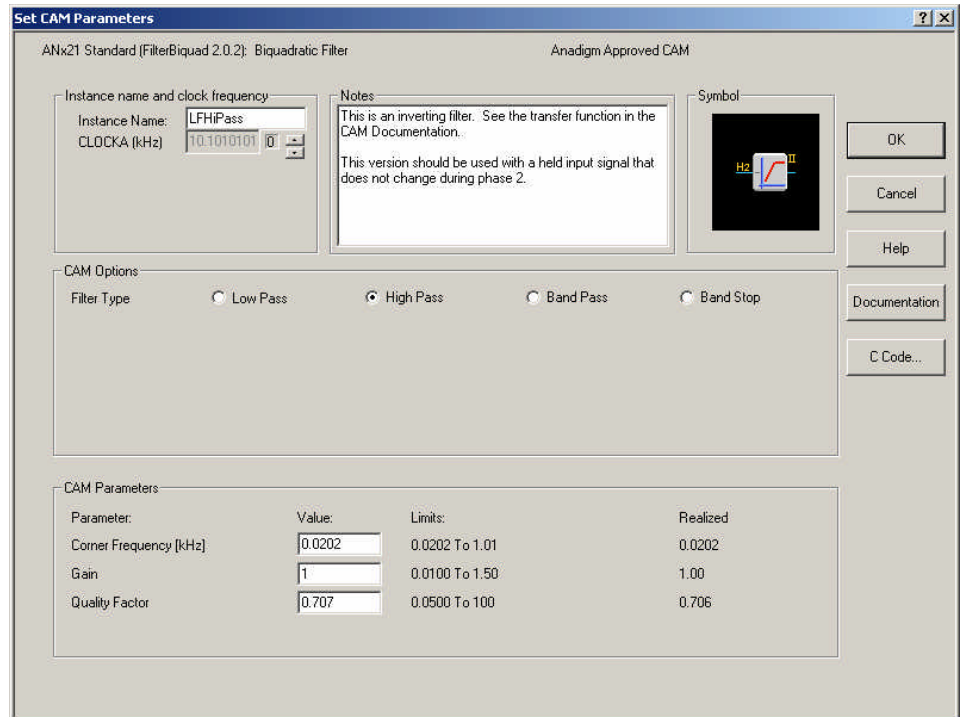 Set CAM Parameters
ANx21 Standard (FilterBiquad 2.0.2): Biquadratic Filter
Anadigm Approved CAM
Instance name and clock frequency
Instance Name: LFHiPass
CLOCKA (kHz) 10.1010101 0
Notes
This is an inverting filter. See the transfer function in the
CAM Documentation.
This version should be used with a held input signal that
does not change during phase 2.
Symbol
H2 II
OK
Cancel
Help
Documentation
C Code...
CAM Options
Filter Type Low Pass High Pass Band Pass Band Stop
CAM Parameters
Parameter: Value: Limits: Realized
Corner Frequency [kHz] 0.0202 0.0202 To 1.01 0.0202
Gain 1 0.0100 To 1.50 1.00
Quality Factor 0.707 0.0500 To 100 0.706